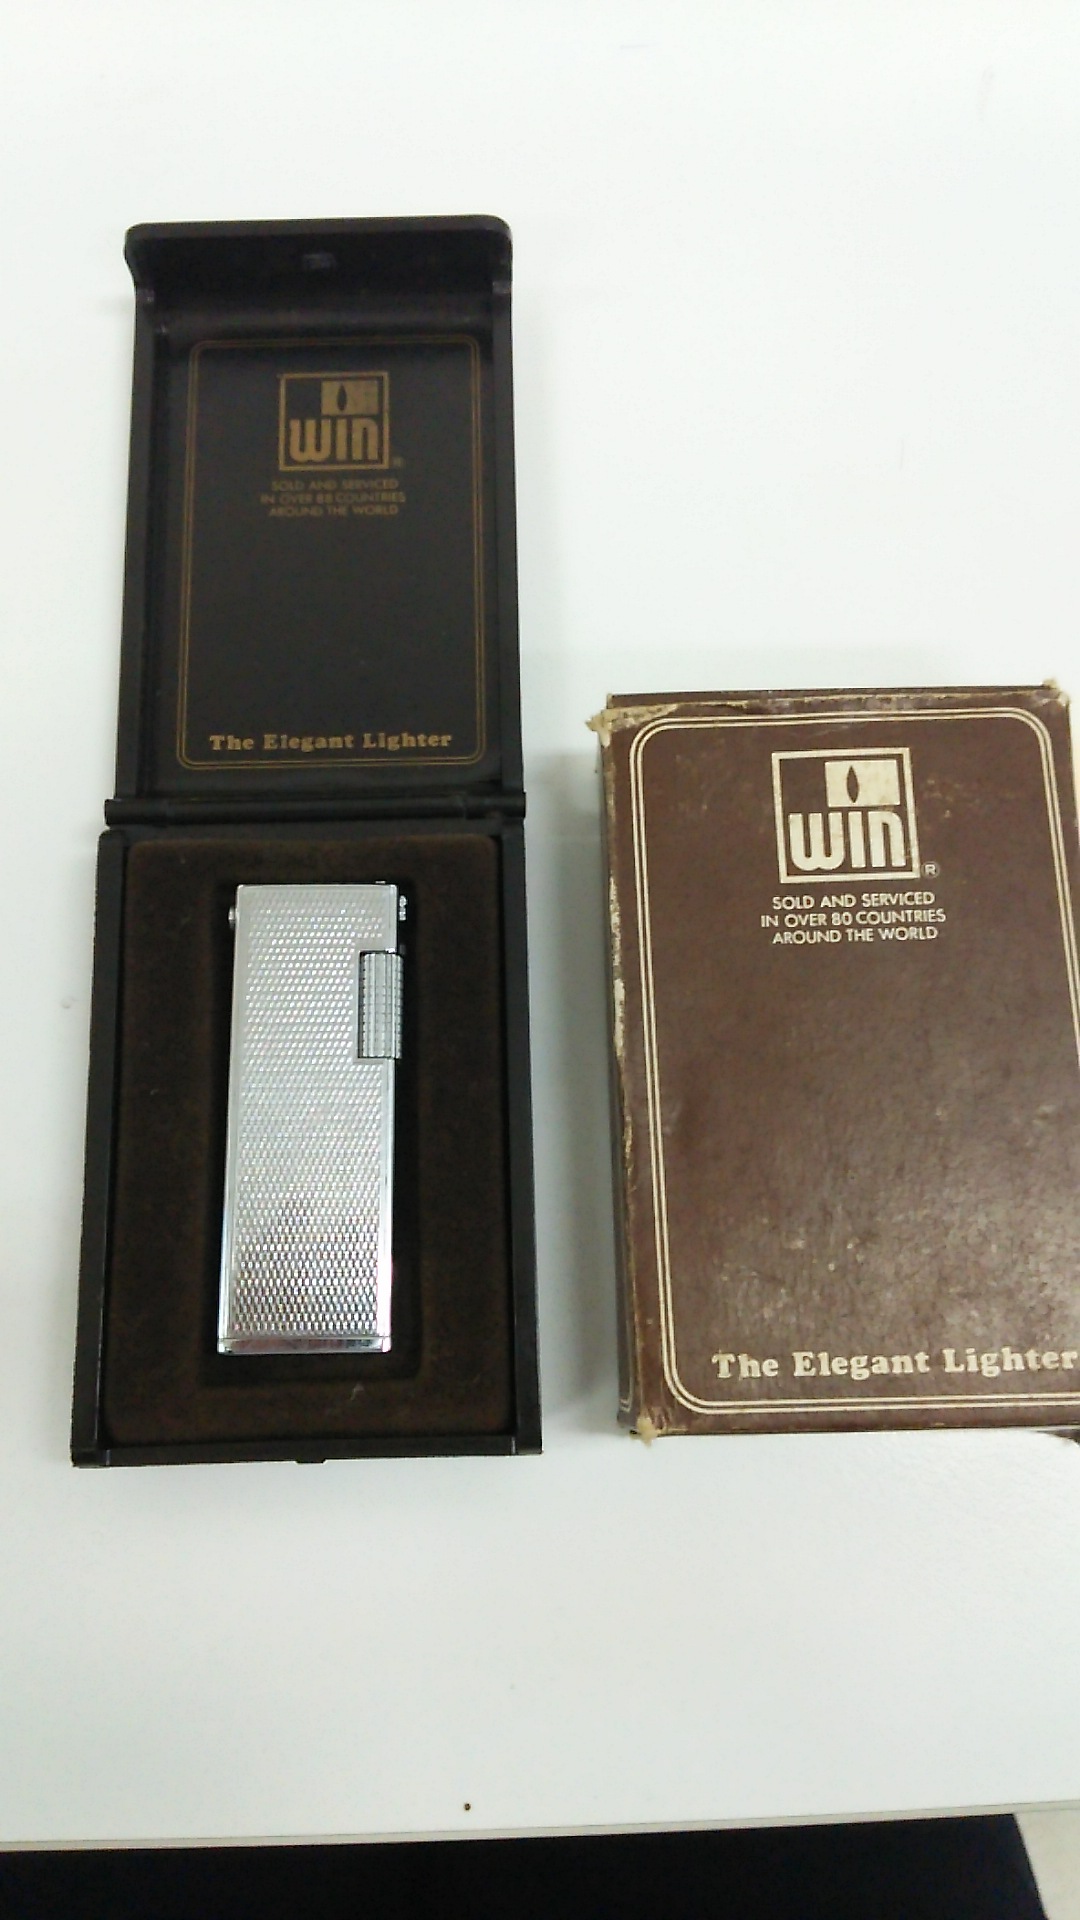 WIN
SOLD AND SERVICED
IN OVER 88 COUNTRIES
AROUND THE WORLD
The Elegant Lighter
WIN ®
SOLD AND SERVICED
IN OVER 80 COUNTRIES
AROUND THE WORLD
The Elegant Lighter